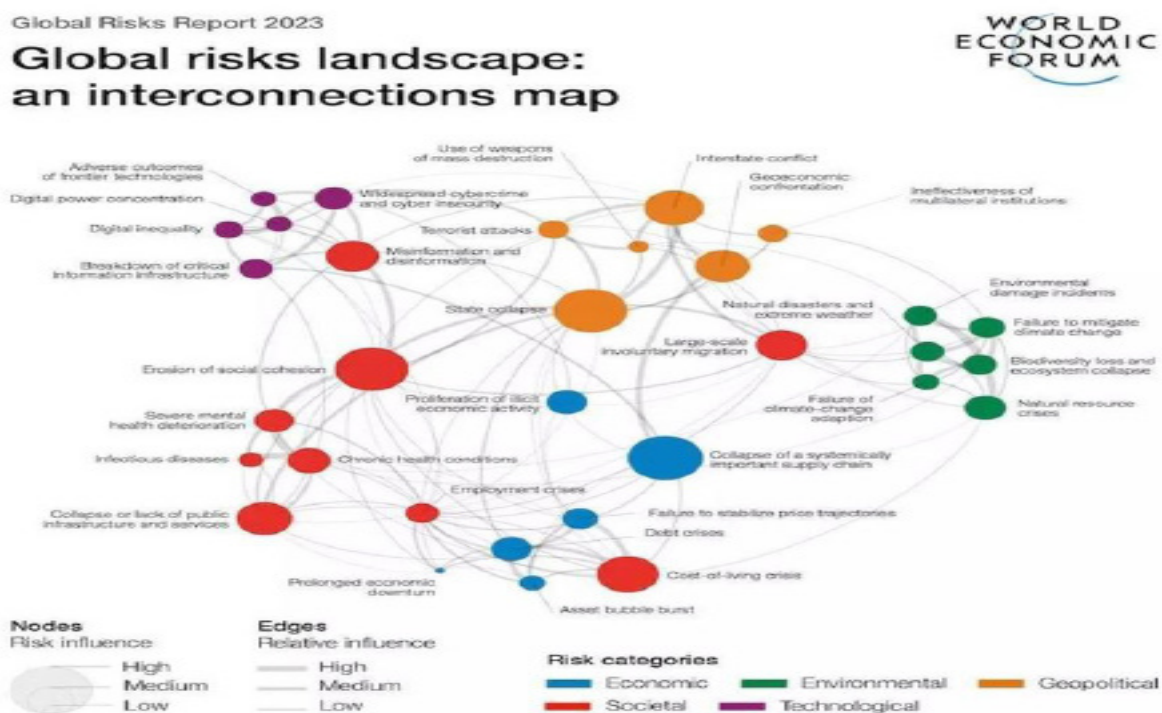 Global Risks Report 2023
Global risks landscape:
an interconnections map
WORLD
ECONOMIC
FORUM
Use of weapons
of mass destruction
Interstate conflict
Adverse outcomes
of frontier technologies
Geoeconomic
confrontation
Digital power concentration
Widespread cybercrime
and cyber insecurity
Ineffectiveness of
multilateral institutions
Digital inequality
Terrorist attacks
Misinformation and
disinformation
Breakdown of critical
information infrastructure
Environmental
damage incidents
State collapse
Natural disasters and
extreme weather
Failure to mitigate
climate change
Large-scale
involuntary migration
Biodiversity loss and
ecosystem collapse
Erosion of social cohesion
Proliferation of illicit
economic activity
Failure of
climate-change
adaption
Natural resource
crises
Severe mental
health deterioration
Infectious diseases
Chronic health conditions
Collapse of a systemically
important supply chain
Employment crises
Collapse or lack of public
infrastructure and services
Failure to stabilize price trajectories
Debt crises
Prolonged economic
downturn
Cost-of-living crisis
Asset bubble burst
Nodes
Risk influence
High
Medium
Low
Edges
Relative influence
High
Medium
Low
Risk categories
Economic
Environmental
Geopolitical
Societal
Technological